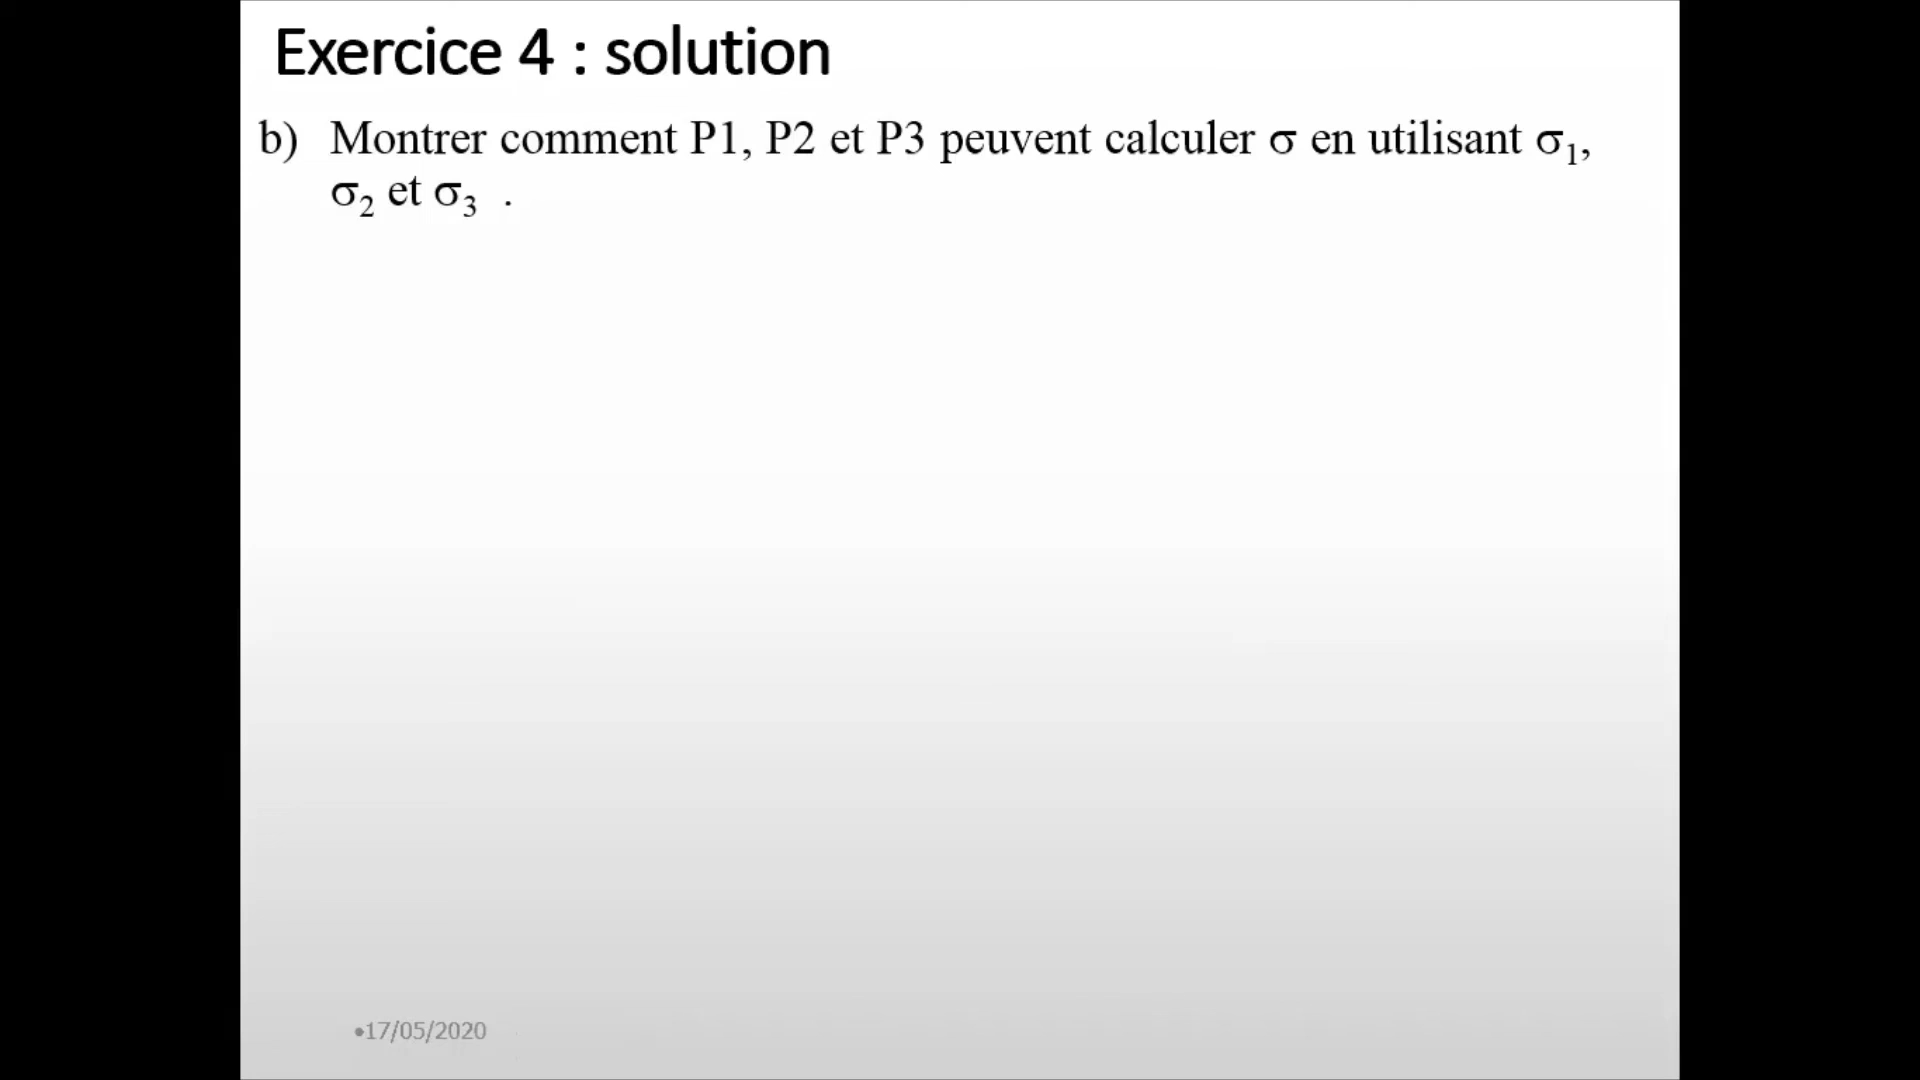 Exercice 4 : solution
b) Montrer comment P1, P2 et P3 peuvent calculer σ en utilisant σ₁,
σ₂ et σ₃ .
•17/05/2020